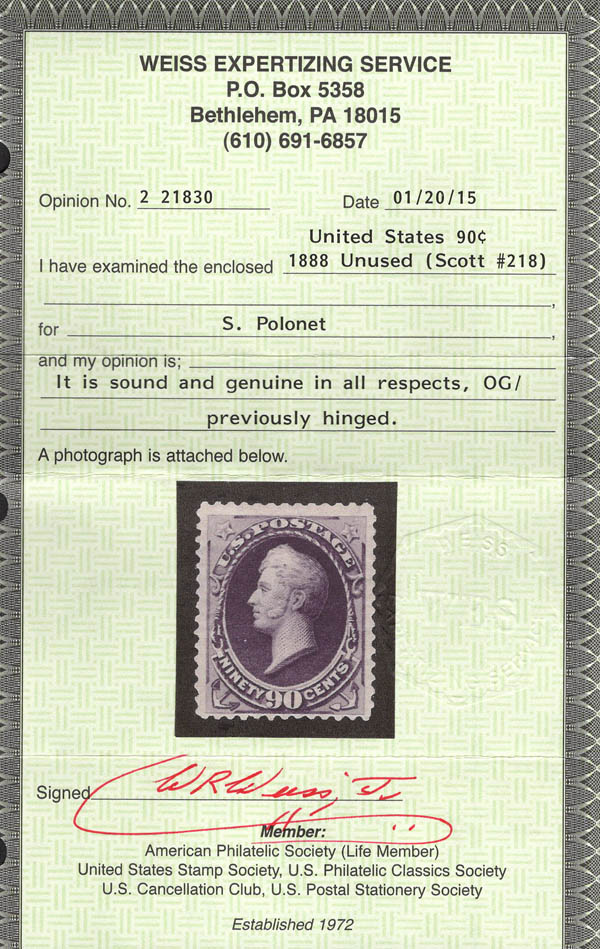 WEISS EXPERTIZING SERVICE
P.O. Box 5358
Bethlehem, PA 18015
(610) 691-6857
Opinion No. 2 21830 Date 01/20/15
United States 90¢
I have examined the enclosed 1888 Unused (Scott #218)
,
for S. Polonet ,
and my opinion is;
It is sound and genuine in all respects, OG/
previously hinged.
A photograph is attached below.
U.S. POSTAGE
NINETY 90 CENTS
Signed WRWeiss, Jr
Member:
American Philatelic Society (Life Member)
United States Stamp Society, U.S. Philatelic Classics Society
U.S. Cancellation Club, U.S. Postal Stationery Society
Established 1972